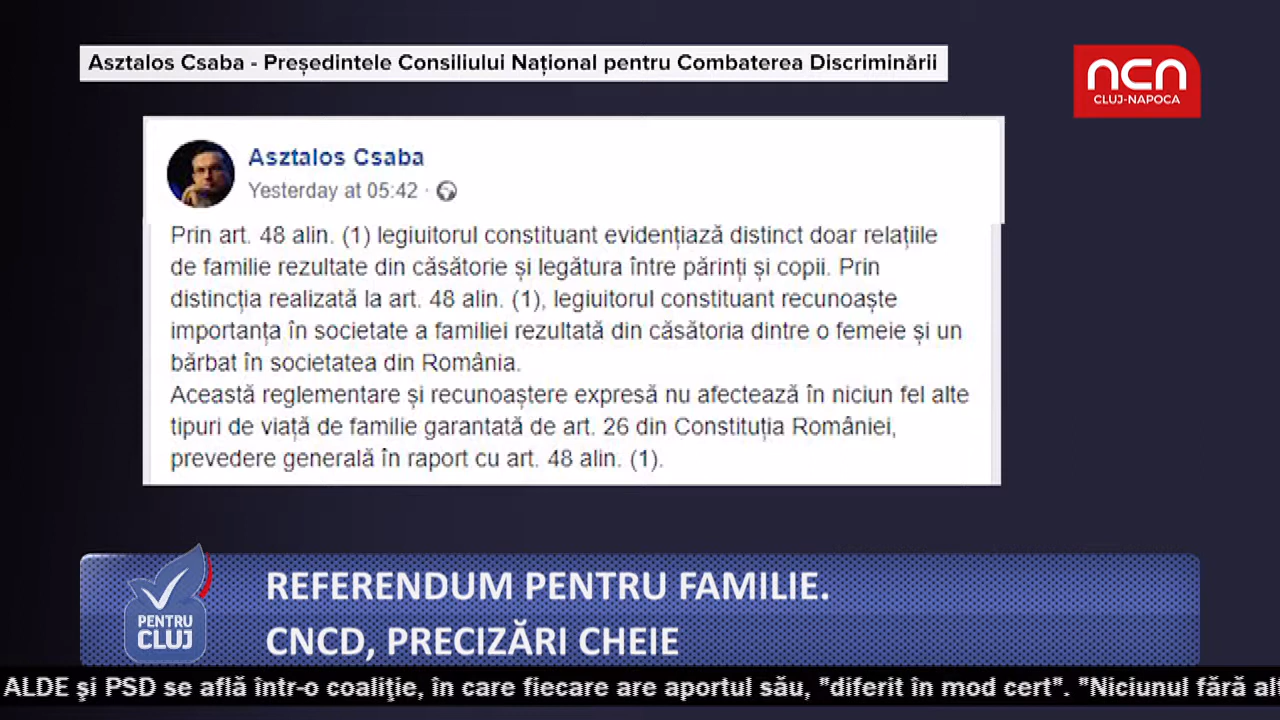 Asztalos Csaba - Președintele Consiliului Național pentru Combaterea Discriminării
ncn
CLUJ-NAPOCA
Asztalos Csaba
Yesterday at 05:42 ·
Prin art. 48 alin. (1) legiuitorul constituant evidențiază distinct doar relațiile
de familie rezultate din căsătorie și legătura între părinți și copii. Prin
distincția realizată la art. 48 alin. (1), legiuitorul constituant recunoaște
importanța în societate a familiei rezultată din căsătoria dintre o femeie și un
bărbat în societatea din România.
Această reglementare și recunoaștere expresă nu afectează în niciun fel alte
tipuri de viață de familie garantată de art. 26 din Constituția României,
prevedere generală în raport cu art. 48 alin. (1).
PENTRU
CLUJ
REFERENDUM PENTRU FAMILIE.
CNCD, PRECIZĂRI CHEIE
ALDE şi PSD se află într-o coaliţie, în care fiecare are aportul său, "diferit în mod cert". "Niciunul fără al